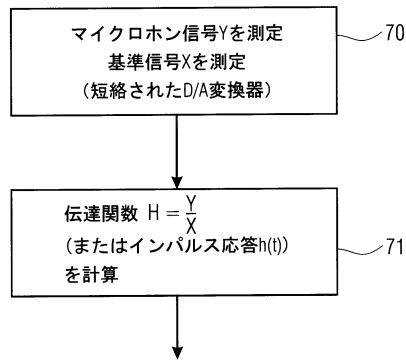 マイクロホン信号Yを測定
基準信号Xを測定
(短絡されたD/A変換器)
70
伝達関数 H = Y/X
(またはインパルス応答h(t))
を計算
71